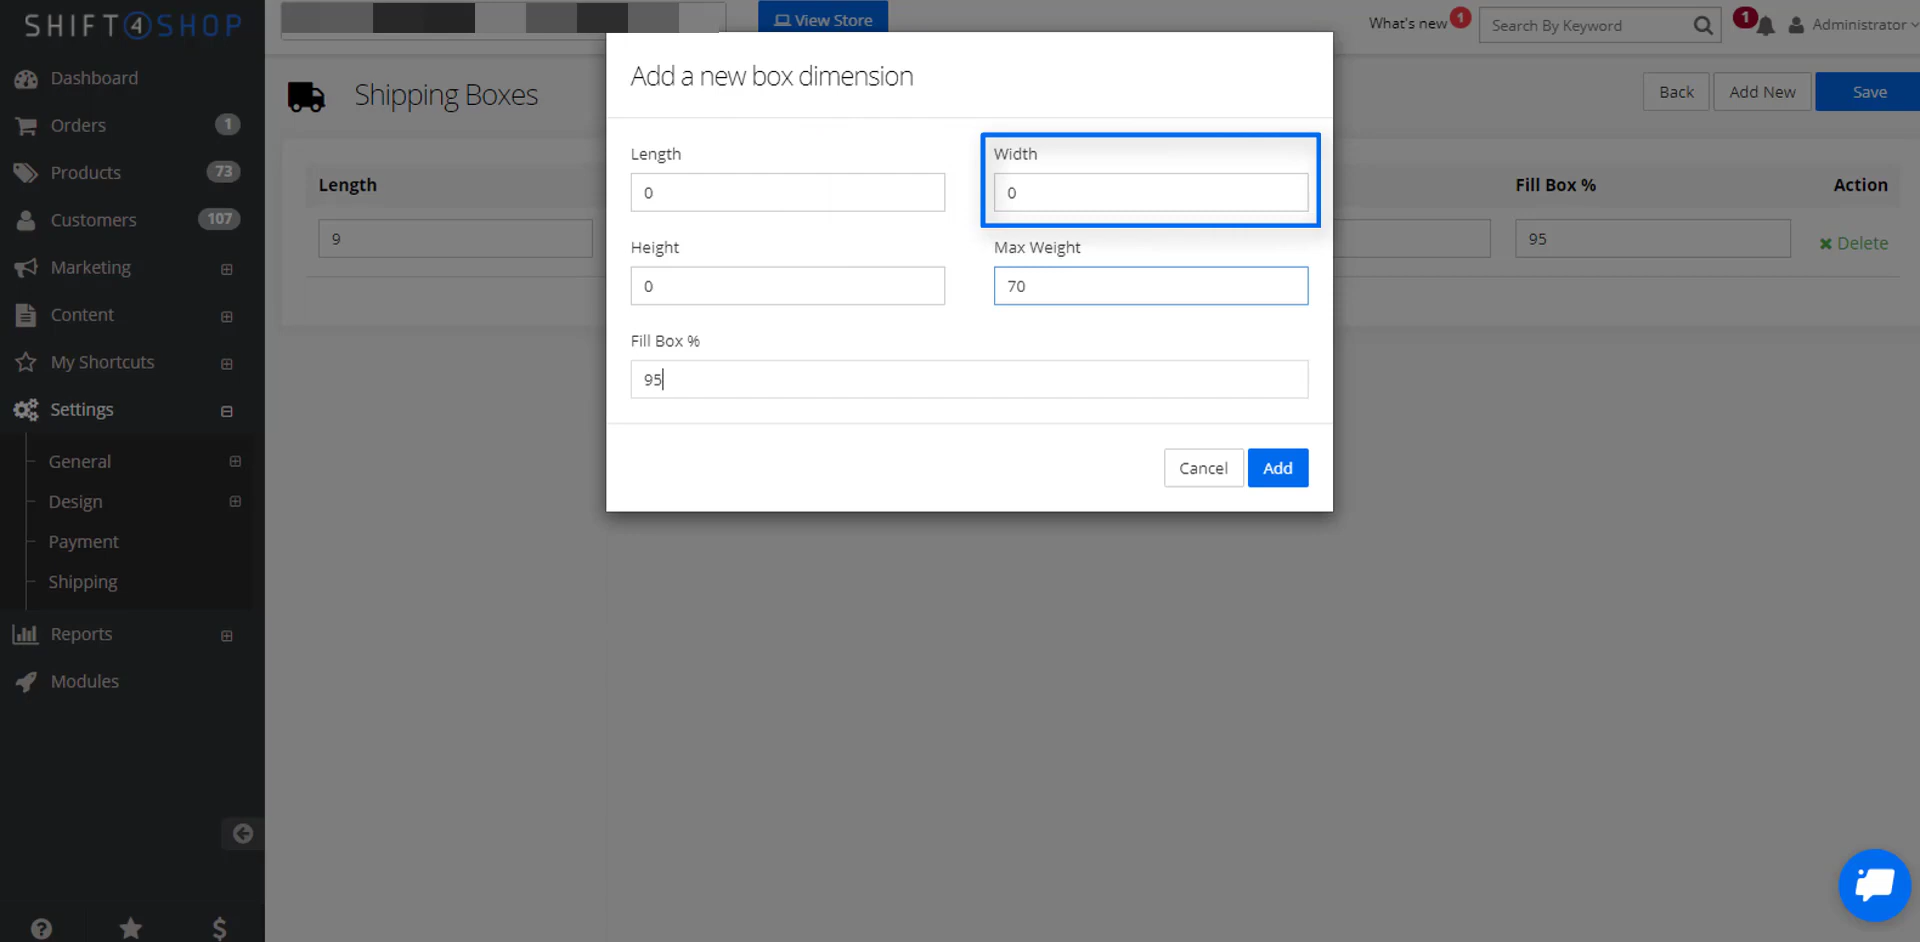 SHIFT4SHOP
View Store
What's new 1
Search By Keyword
1
Administrator
Dashboard
Orders 1
Products 73
Customers 107
Marketing
Content
My Shortcuts
Settings
General
Design
Payment
Shipping
Reports
Modules
Shipping Boxes
Back
Add New
Save
Length
Fill Box %
Action
9
95
Delete
Add a new box dimension
Length
Width
0
0
Height
Max Weight
0
70
Fill Box %
95
Cancel
Add